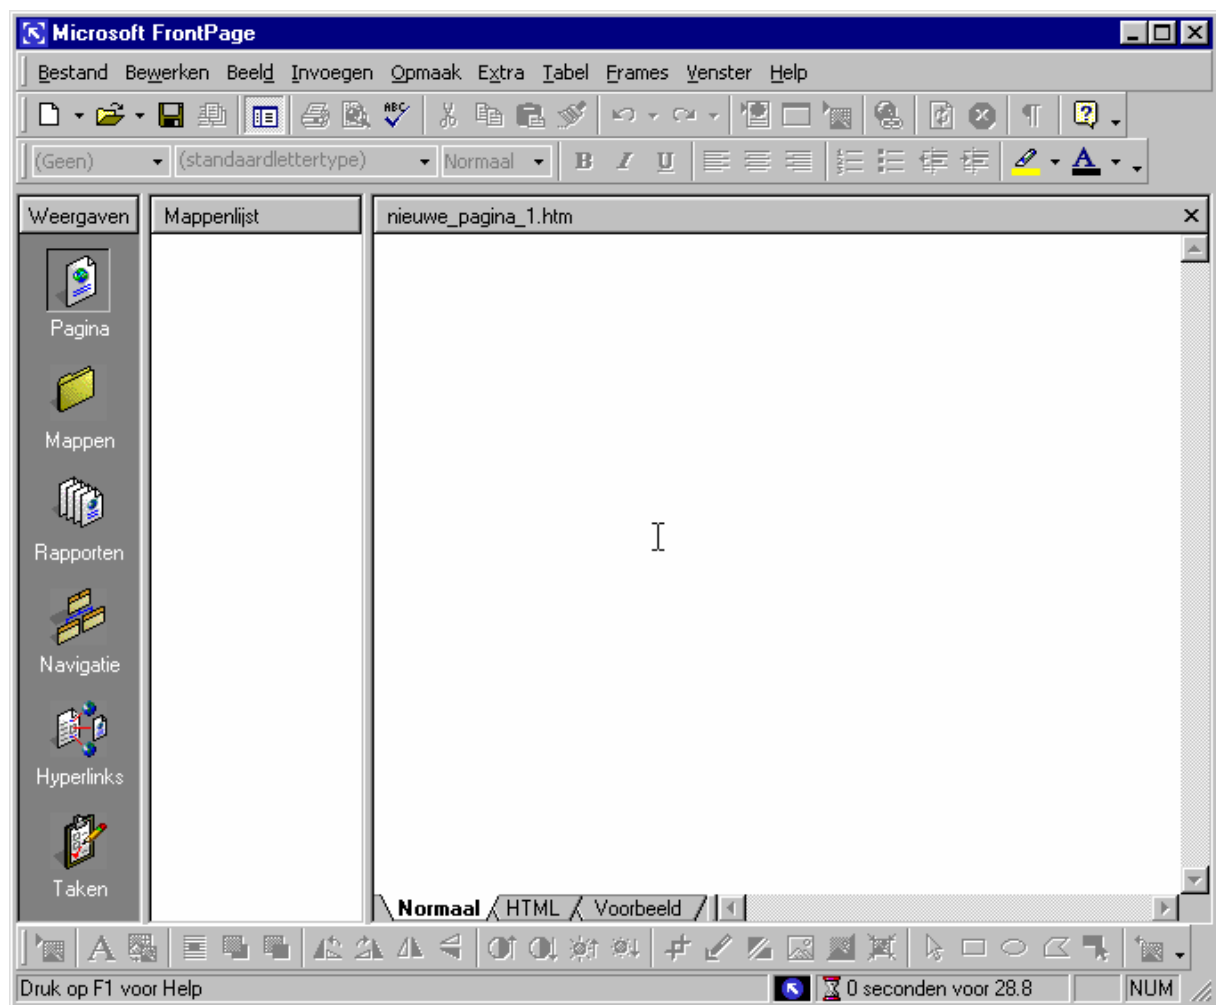 Microsoft FrontPage
Bestand Bewerken Beeld Invoegen Opmaak Extra Tabel Frames Venster Help
ABC
(Geen) (standaardlettertype) Normaal B I U A
Weergaven Mappenlijst nieuwe_pagina_1.htm
Pagina
Mappen
Rapporten
Navigatie
Hyperlinks
Taken
Normaal HTML Voorbeeld
A
Druk op F1 voor Help 0 seconden voor 28.8 NUM